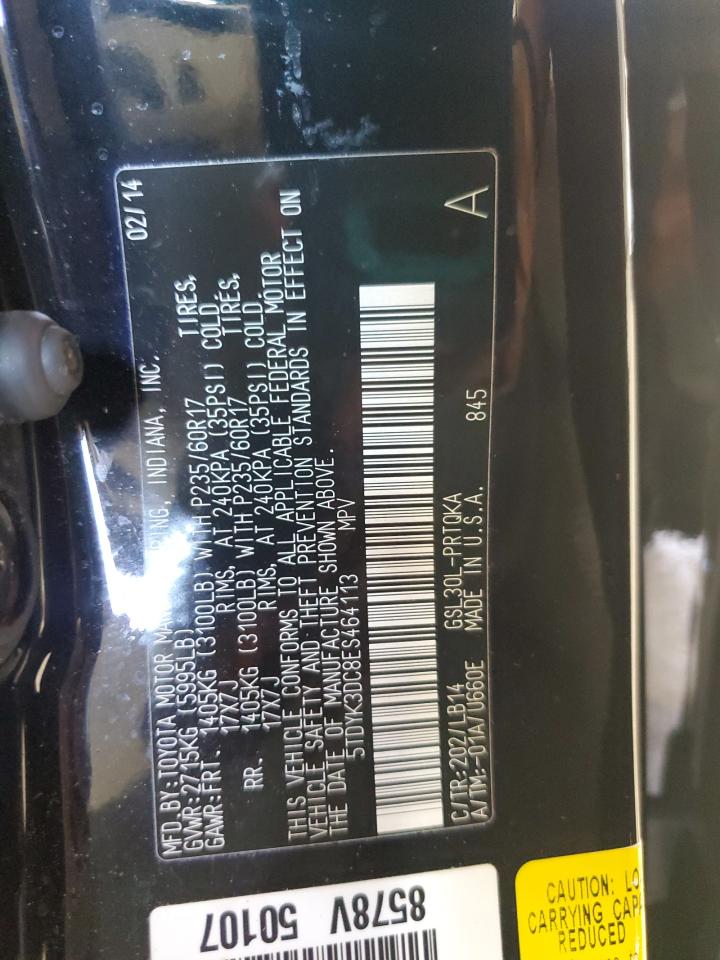 MFD.BY:TOYOTA MOTOR MANUF RING, INDIANA, INC. 02/14
GVWR:2715KG (5995LB)
GAWR:FRT. 1405KG (3100LB) WITH P235/60R17 TIRES,
17X7J RIMS, AT 240KPA (35PSI) COLD.
RR. 1405KG (3100LB) WITH P235/60R17 TIRES,
17X7J RIMS, AT 240KPA (35PSI) COLD.
THIS VEHICLE CONFORMS TO ALL APPLICABLE FEDERAL MOTOR
VEHICLE SAFETY AND THEFT PREVENTION STANDARDS IN EFFECT ON
THE DATE OF MANUFACTURE SHOWN ABOVE.
5TDYK3DC8ES464113 MPV
C/TR:202/LB14 GSL30L-PRTQKA 845 A
A/TM:-01A/U660E MADE IN U.S.A.
8578V
50107
CAUTION: LO
CARRYING CAP
REDUCED